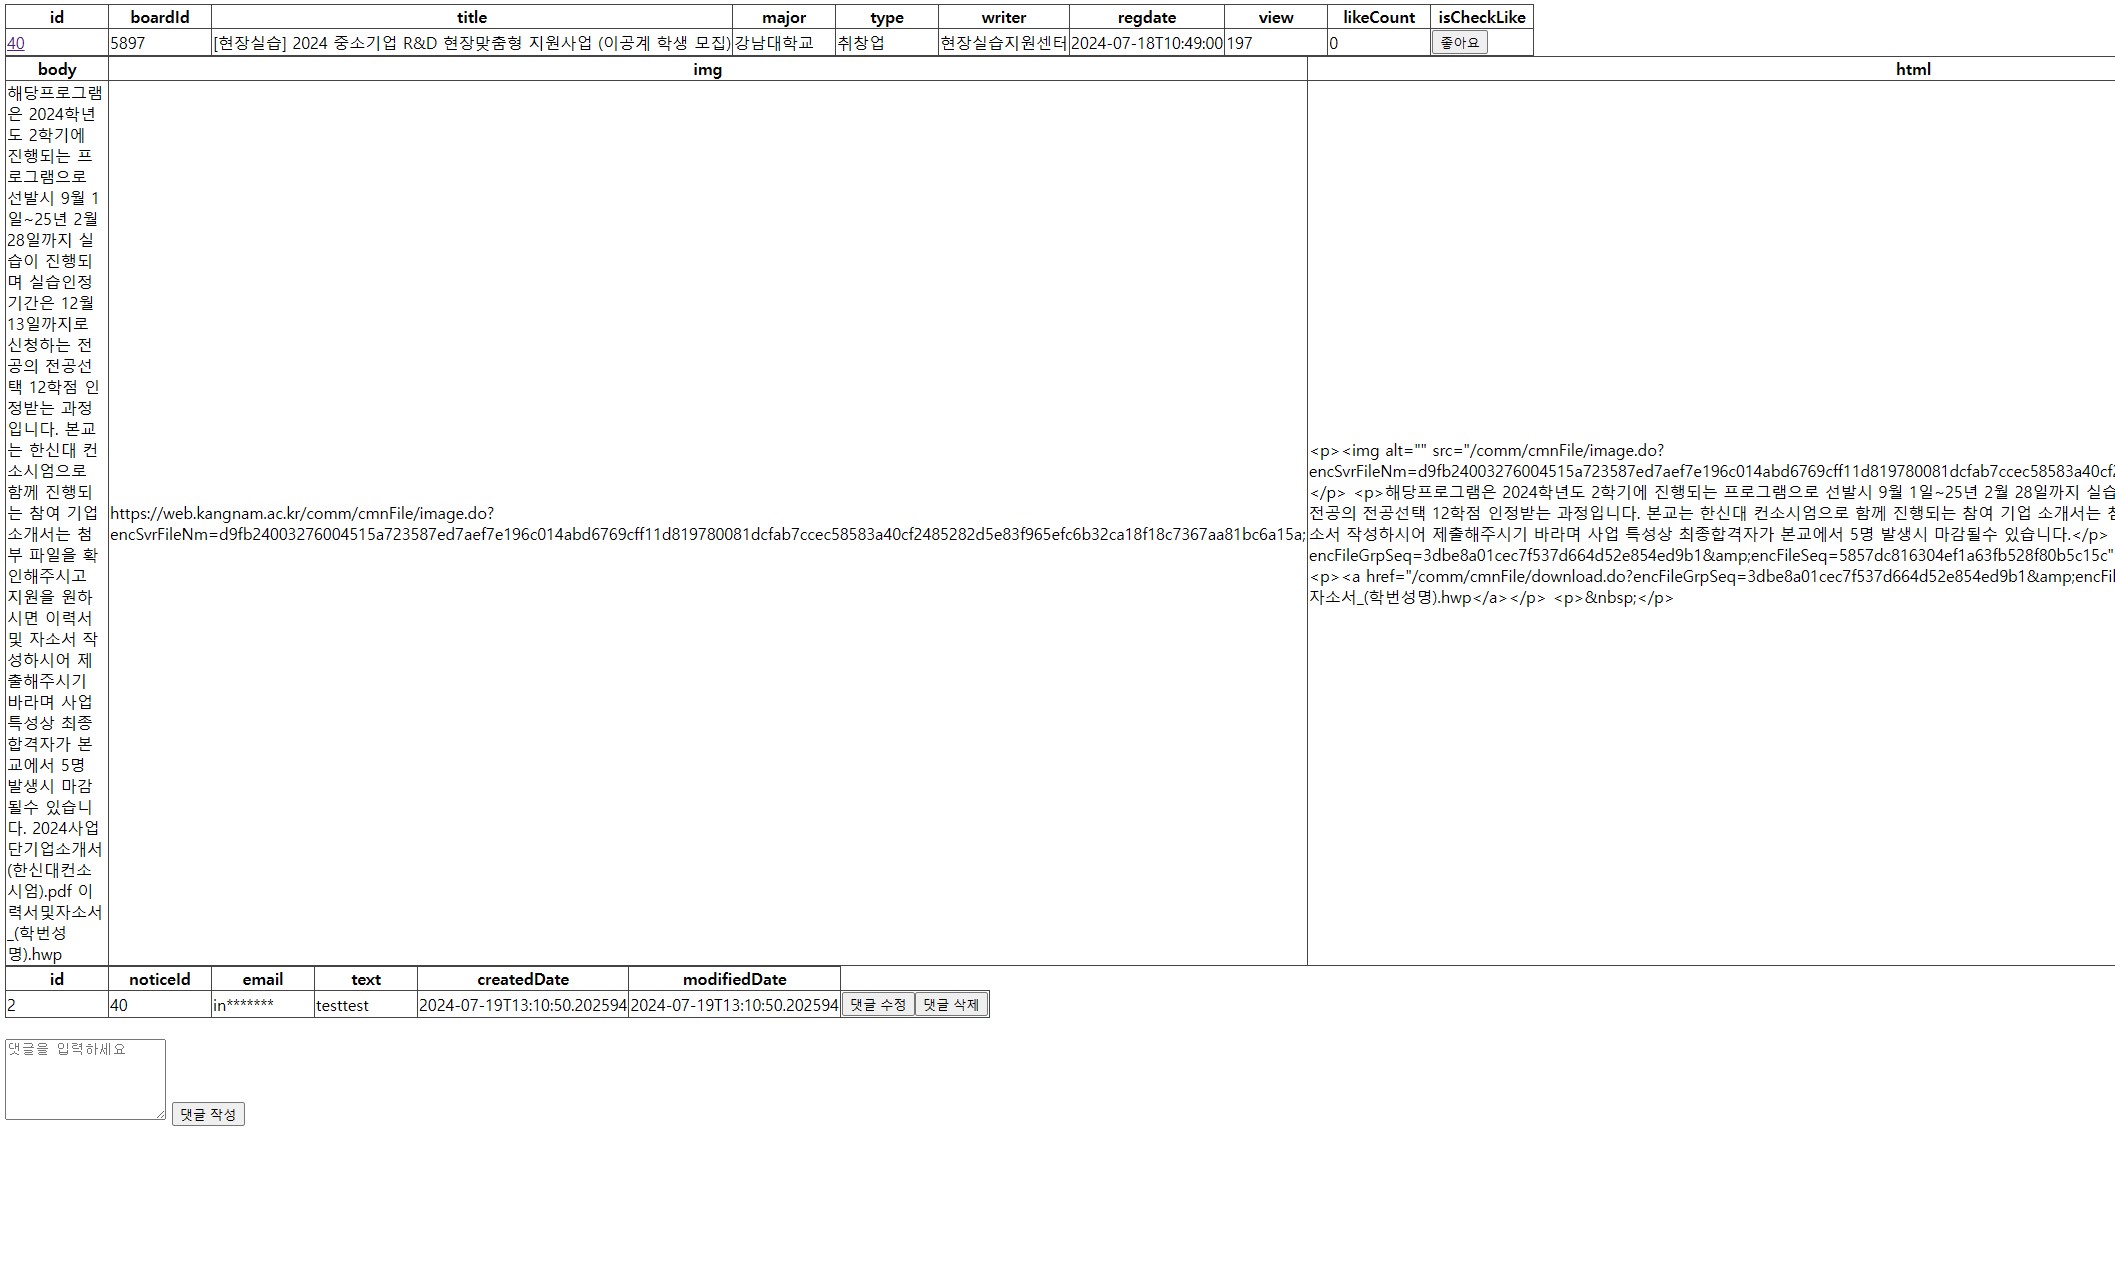 id boardId title major type writer regdate view likeCount isCheckLike
40 5897 [현장실습] 2024 중소기업 R&D 현장맞춤형 지원사업 (이공계 학생 모집) 강남대학교 취창업 현장실습지원센터 2024-07-18T10:49:00 197 0 좋아요
body img html
해당프로그램
은 2024학년
도 2학기에
진행되는 프
로그램으로
선발시 9월 1
일~25년 2월
28일까지 실
습이 진행되
며 실습인정
기간은 12월
13일까지로
신청하는 전
공의 전공선
택 12학점 인
정받는 과정
입니다. 본교
는 한신대 컨
소시엄으로
함께 진행되
는 참여 기업
소개서는 첨
부 파일을 확
인해주시고
지원을 원하
시면 이력서
및 자소서 작
성하시어 제
출해주시기
바라며 사업
특성상 최종
합격자가 본
교에서 5명
발생시 마감
될수 있습니
다. 2024사업
단기업소개서
(한신대컨소
시엄).pdf 이
력서및자소서
_(학번성
명).hwp
https://web.kangnam.ac.kr/comm/cmnFile/image.do?
encSvrFileNm=d9fb24003276004515a723587ed7aef7e196c014abd6769cff11d819780081dcfab7ccec58583a40cf2485282d5e83f965efc6b32ca18f18c7367aa81bc6a15a;
<p><img alt="" src="/comm/cmnFile/image.do?
encSvrFileNm=d9fb24003276004515a723587ed7aef7e196c014abd6769cff11d819780081dcfab7ccec58583a40cf2
</p> <p>해당프로그램은 2024학년도 2학기에 진행되는 프로그램으로 선발시 9월 1일~25년 2월 28일까지 실습
전공의 전공선택 12학점 인정받는 과정입니다. 본교는 한신대 컨소시엄으로 함께 진행되는 참여 기업 소개서는 첨
소서 작성하시어 제출해주시기 바라며 사업 특성상 최종합격자가 본교에서 5명 발생시 마감될수 있습니다.</p>
encFileGrpSeq=3dbe8a01cec7f537d664d52e854ed9b1&amp;encFileSeq=5857dc816304ef1a63fb528f80b5c15c"
<p><a href="/comm/cmnFile/download.do?encFileGrpSeq=3dbe8a01cec7f537d664d52e854ed9b1&amp;encFil
자소서_(학번성명).hwp</a></p> <p>&nbsp;</p>
id noticeId email text createdDate modifiedDate
2 40 in******* testtest 2024-07-19T13:10:50.202594 2024-07-19T13:10:50.202594 댓글 수정 댓글 삭제
댓글을 입력하세요
댓글 작성